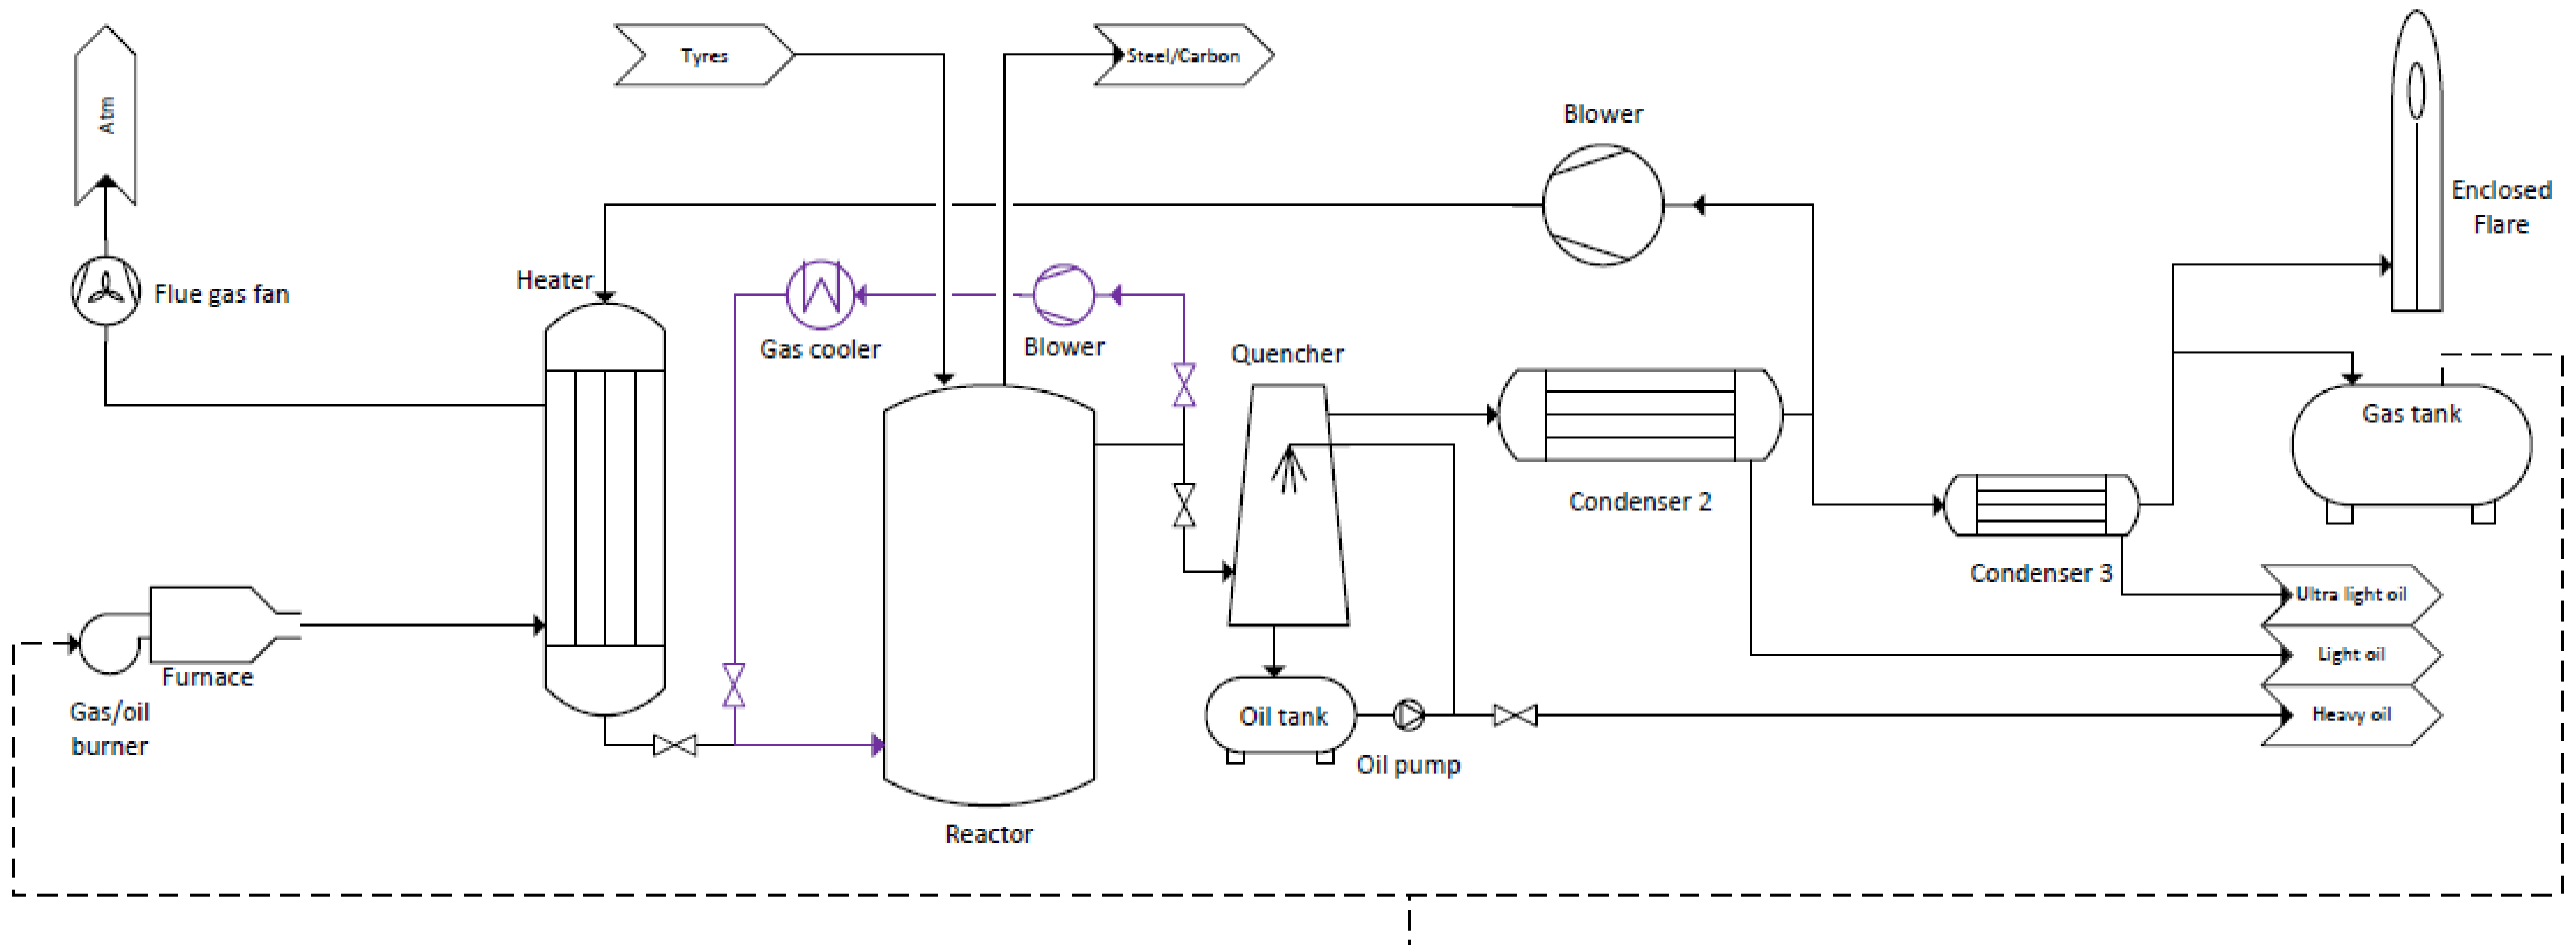 Tyres
Steel/Carbon
Atm
Blower
Enclosed
Flare
Heater
Flue gas fan
Gas cooler
Blower
Quencher
Gas tank
Condenser 2
Condenser 3
Ultra light oil
Light oil
Heavy oil
Furnace
Gas/oil
burner
Oil tank
Oil pump
Reactor